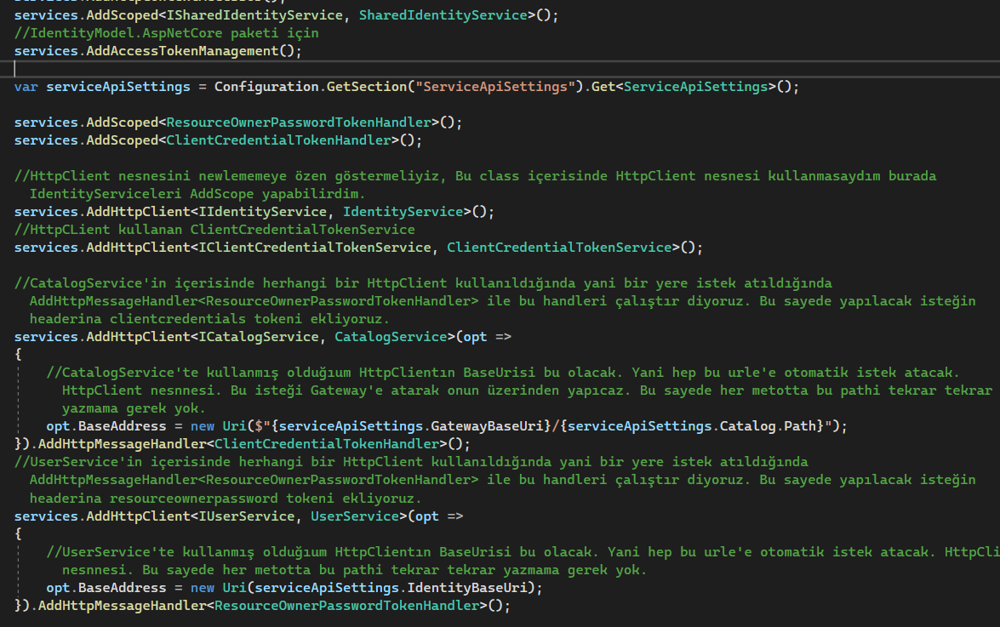 services.AddScoped<ISharedIdentityService, SharedIdentityService>();
//IdentityModel.AspNetCore paketi için
services.AddAccessTokenManagement();
var serviceApiSettings = Configuration.GetSection("ServiceApiSettings").Get<ServiceApiSettings>();
services.AddScoped<ResourceOwnerPasswordTokenHandler>();
services.AddScoped<ClientCredentialTokenHandler>();
//HttpClient nesnesini newlememeye özen göstermeliyiz, Bu class içerisinde HttpClient nesnesi kullanmasaydım burada
IdentityServiceleri AddScope yapabilirdim.
services.AddHttpClient<IIdentityService, IdentityService>();
//HttpCLient kullanan ClientCredentialTokenService
services.AddHttpClient<IClientCredentialTokenService, ClientCredentialTokenService>();
//CatalogService'in içerisinde herhangi bir HttpClient kullanıldığında yani bir yere istek atıldığında
AddHttpMessageHandler<ResourceOwnerPasswordTokenHandler> ile bu handleri çalıştır diyoruz. Bu sayede yapılacak isteğin
headerina clientcredentials tokeni ekliyoruz.
services.AddHttpClient<ICatalogService, CatalogService>(opt =>
{
//CatalogService'te kullanmış olduğıum HttpClientın BaseUrisi bu olacak. Yani hep bu urle'e otomatik istek atacak.
HttpClient nesnnesi. Bu isteği Gateway'e atarak onun üzerinden yapıcaz. Bu sayede her metotta bu pathi tekrar tekrar
yazmama gerek yok.
opt.BaseAddress = new Uri($"{serviceApiSettings.GatewayBaseUri}/{serviceApiSettings.Catalog.Path}");
}).AddHttpMessageHandler<ClientCredentialTokenHandler>();
//UserService'in içerisinde herhangi bir HttpClient kullanıldığında yani bir yere istek atıldığında
AddHttpMessageHandler<ResourceOwnerPasswordTokenHandler> ile bu handleri çalıştır diyoruz. Bu sayede yapılacak isteğin
headerina resourceownerpassword tokeni ekliyoruz.
services.AddHttpClient<IUserService, UserService>(opt =>
{
//UserService'te kullanmış olduğıum HttpClientın BaseUrisi bu olacak. Yani hep bu urle'e otomatik istek atacak. HttpCli
nesnnesi. Bu sayede her metotta bu pathi tekrar tekrar yazmama gerek yok.
opt.BaseAddress = new Uri(serviceApiSettings.IdentityBaseUri);
}).AddHttpMessageHandler<ResourceOwnerPasswordTokenHandler>();